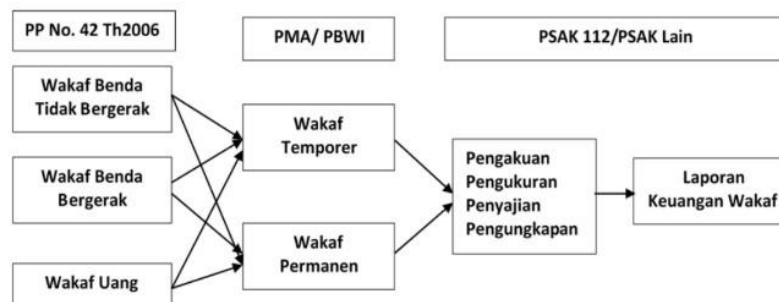 PP No. 42 Th2006
PMA/ PBWI
PSAK 112/PSAK Lain
Wakaf Benda
Tidak Bergerak
Wakaf Benda
Bergerak
Wakaf Uang
Wakaf
Temporer
Wakaf
Permanen
Pengakuan
Pengukuran
Penyajian
Pengungkapan
Laporan
Keuangan Wakaf